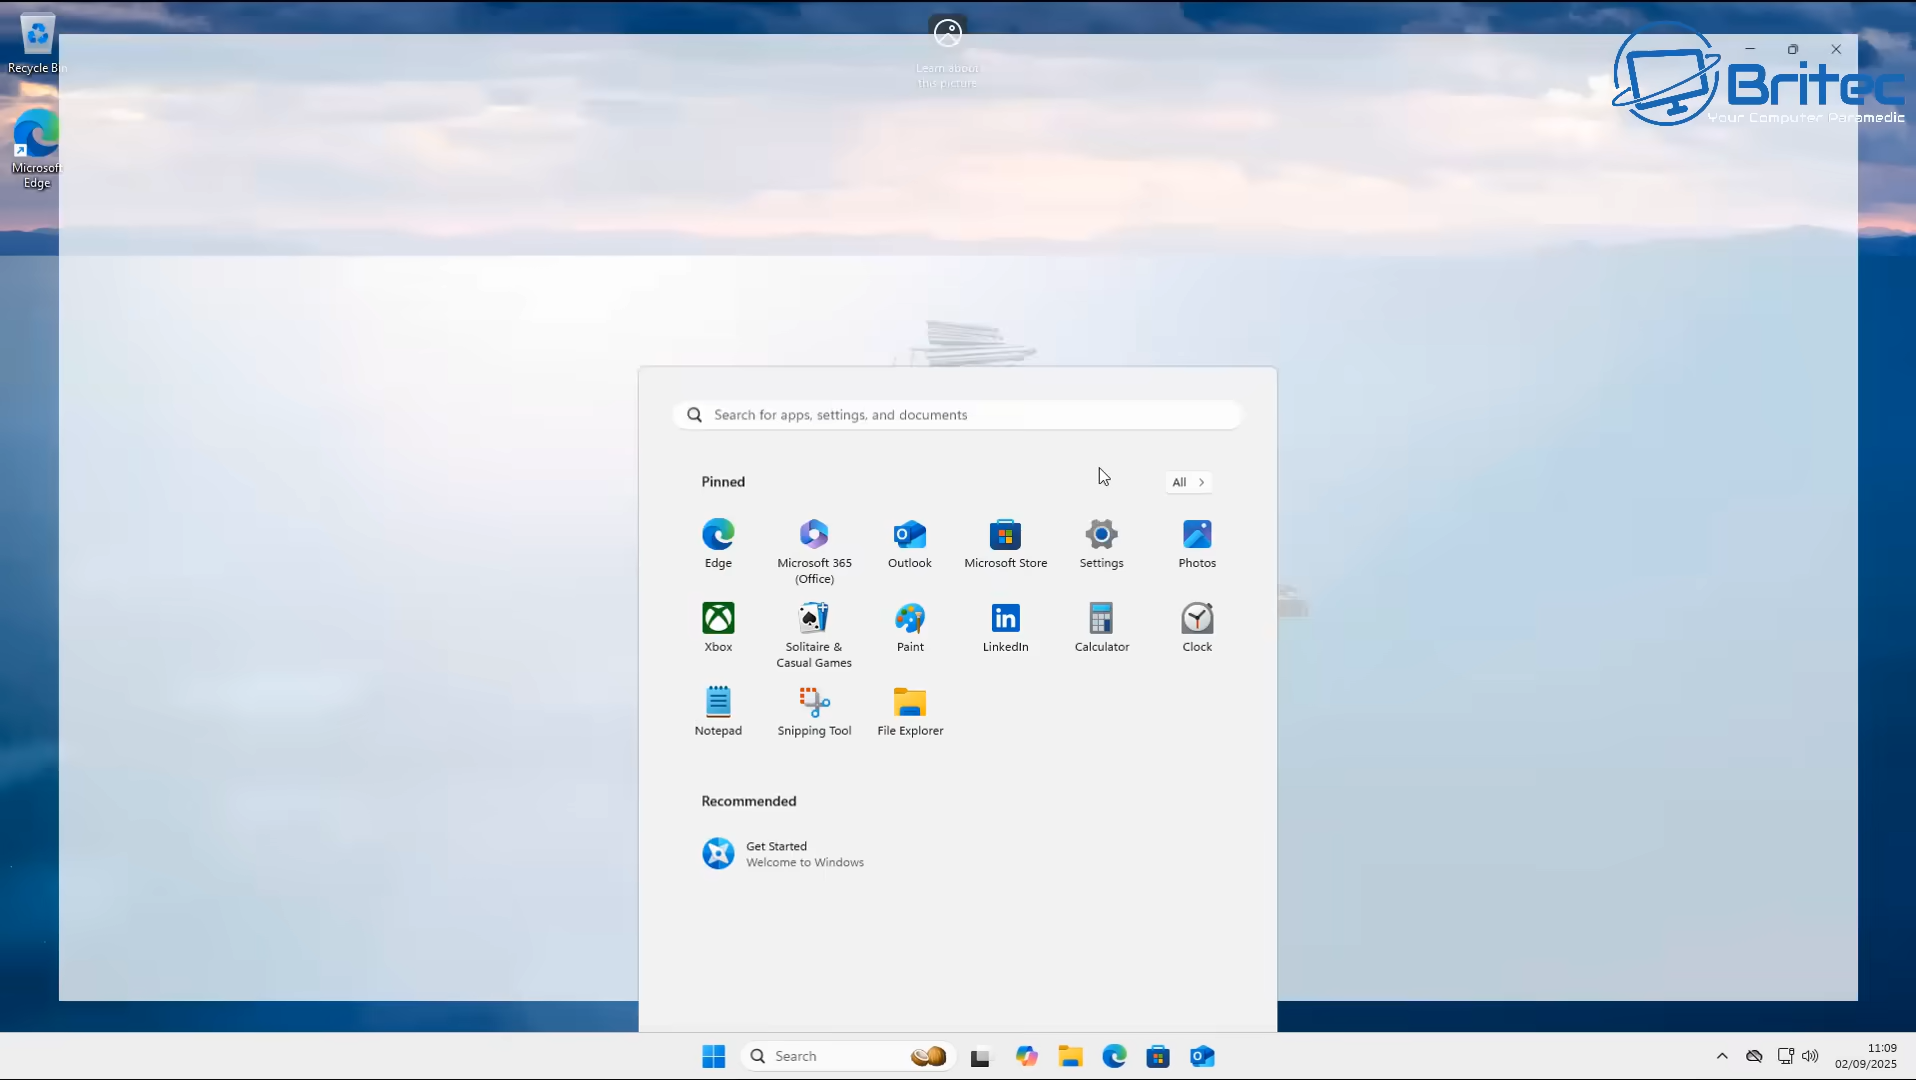 Recycle Bin
Learn about
this picture
Britec
Your Computer Paramedic
Microsoft
Edge
Search for apps, settings, and documents
Pinned
All
Edge
Microsoft 365
(Office)
Outlook
Microsoft Store
Settings
Photos
Xbox
Solitaire &
Casual Games
Paint
LinkedIn
Calculator
Clock
Notepad
Snipping Tool
File Explorer
Recommended
Get Started
Welcome to Windows
Search
11:09
02/09/2025